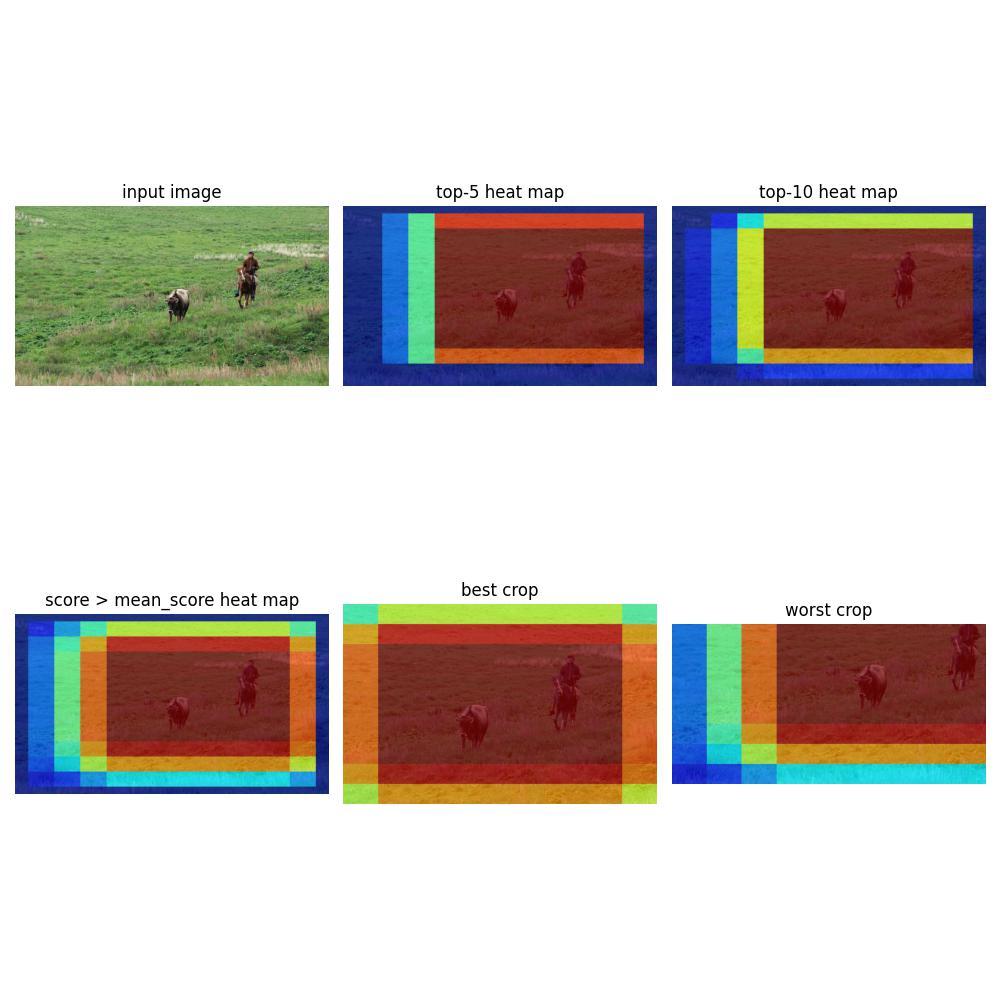 input image
top-5 heat map
top-10 heat map
score > mean_score heat map
best crop
worst crop